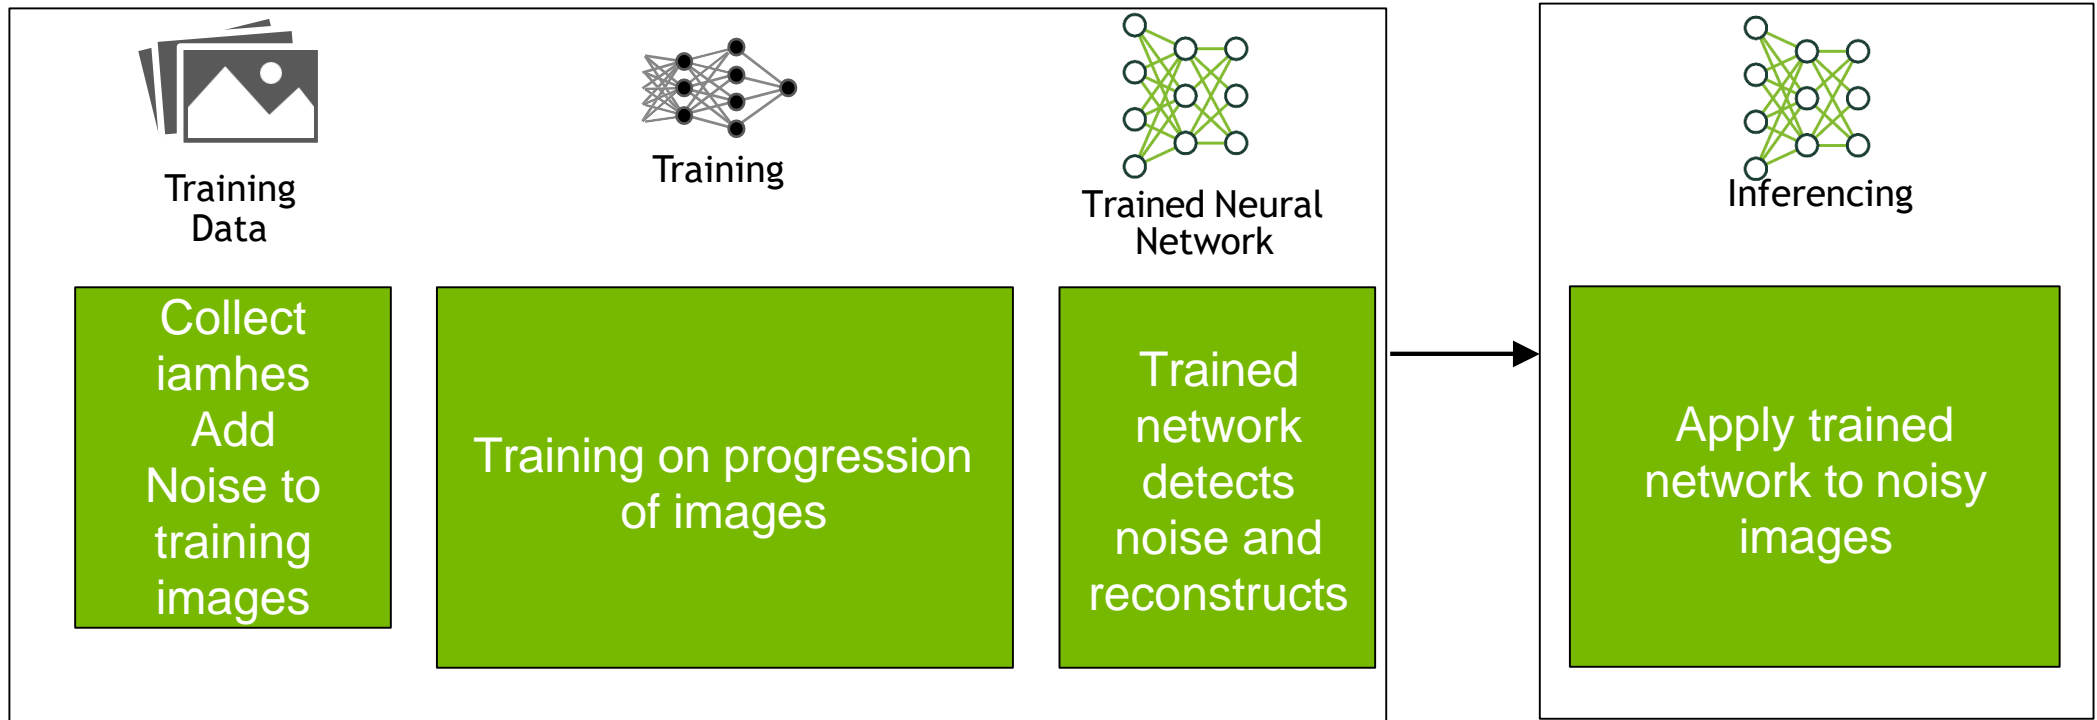 Training
Data
Training
Trained Neural
Network
Inferencing
Collect
iamhes
Add
Noise to
training
images
Training on progression
of images
Trained
network
detects
noise and
reconstructs
Apply trained
network to noisy
images